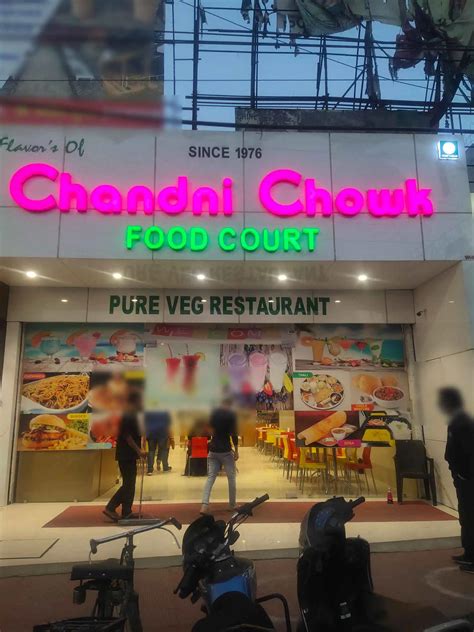 Flavor's Of
SINCE 1976
Chandni Chowk
FOOD COURT
PURE VEG RESTAURANT